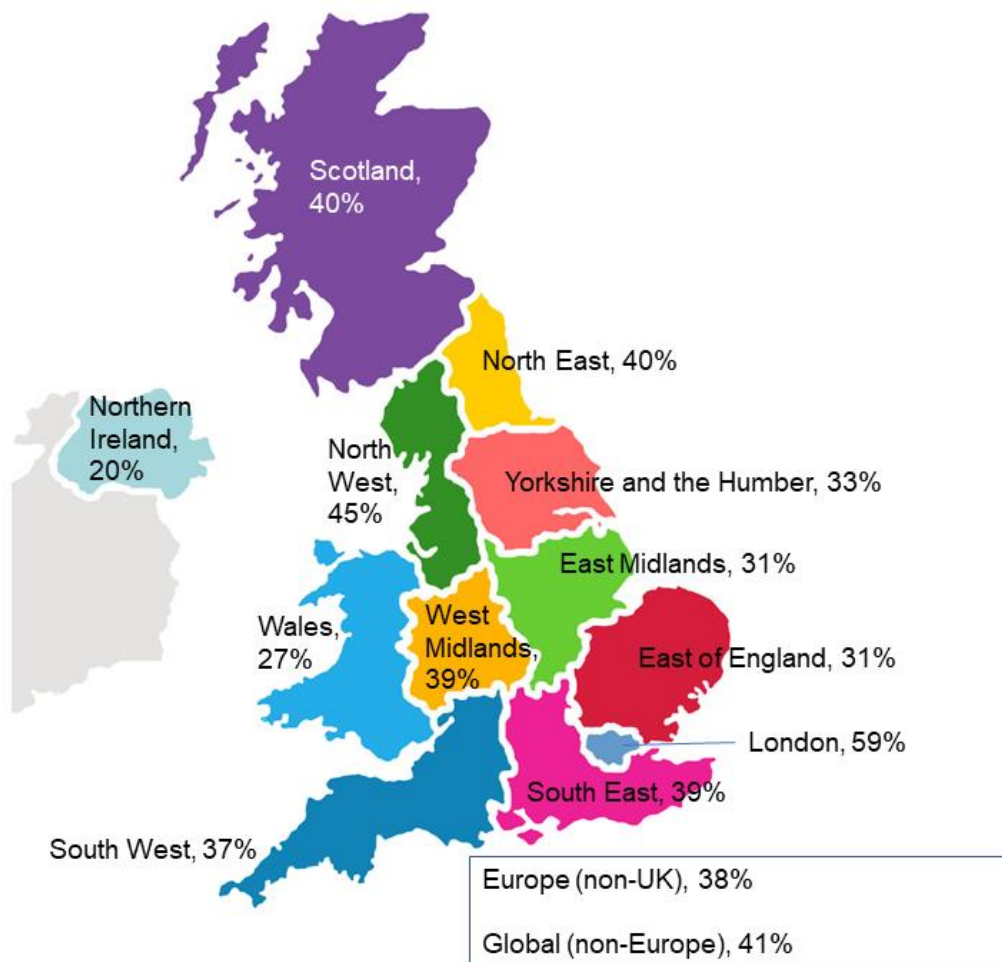 Scotland,
40%
North East, 40%
Northern
Ireland,
20%
North
West,
45%
Yorkshire and the Humber, 33%
East Midlands, 31%
Wales,
27%
West
Midlands,
39%
East of England, 31%
London, 59%
South East, 39%
South West, 37%
Europe (non-UK), 38%
Global (non-Europe), 41%